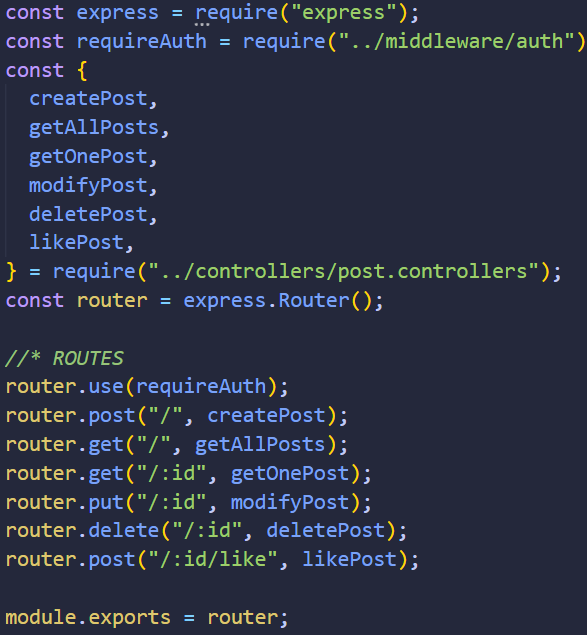 const express = require("express");
const requireAuth = require("../middleware/auth")
const {
  createPost,
  getAllPosts,
  getOnePost,
  modifyPost,
  deletePost,
  likePost,
} = require("../controllers/post.controllers");
const router = express.Router();

//* ROUTES
router.use(requireAuth);
router.post("/", createPost);
router.get("/", getAllPosts);
router.get("/:id", getOnePost);
router.put("/:id", modifyPost);
router.delete("/:id", deletePost);
router.post("/:id/like", likePost);

module.exports = router;